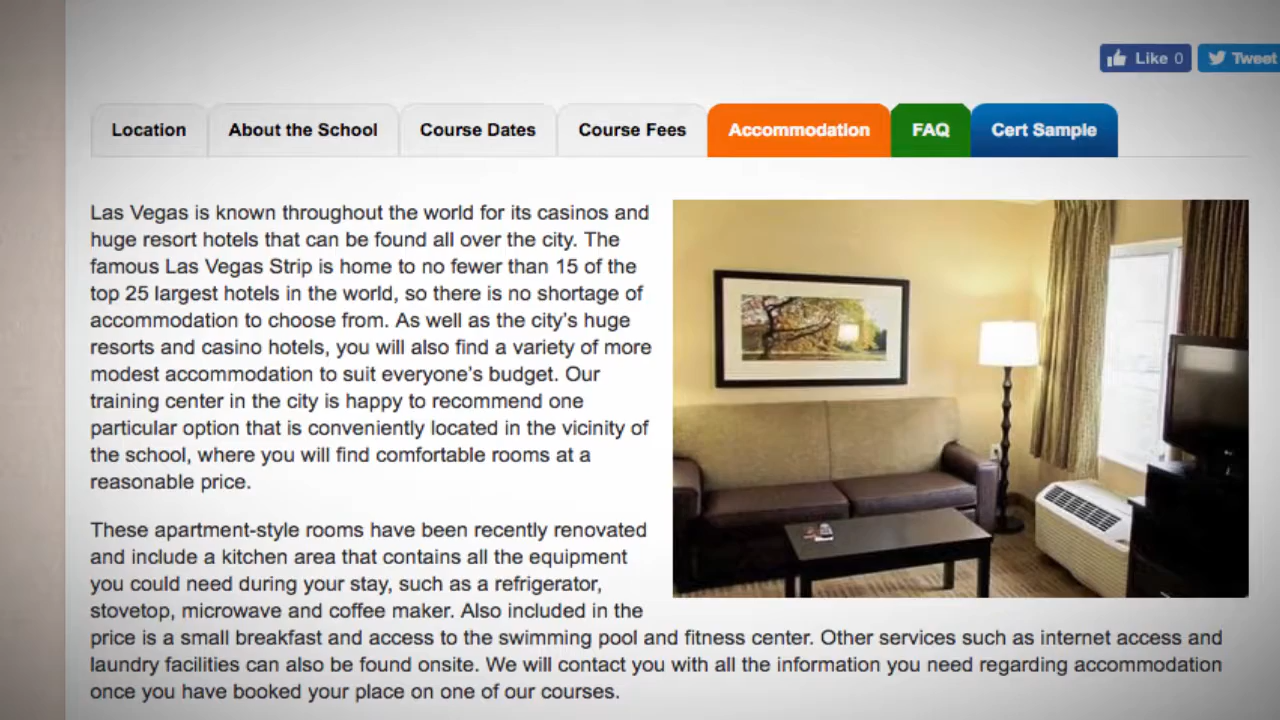 Like 0
Tweet
Location
About the School
Course Dates
Course Fees
Accommodation
FAQ
Cert Sample
Las Vegas is known throughout the world for its casinos and
huge resort hotels that can be found all over the city. The
famous Las Vegas Strip is home to no fewer than 15 of the
top 25 largest hotels in the world, so there is no shortage of
accommodation to choose from. As well as the city's huge
resorts and casino hotels, you will also find a variety of more
modest accommodation to suit everyone's budget. Our
training center in the city is happy to recommend one
particular option that is conveniently located in the vicinity of
the school, where you will find comfortable rooms at a
reasonable price.
These apartment-style rooms have been recently renovated
and include a kitchen area that contains all the equipment
you could need during your stay, such as a refrigerator,
stovetop, microwave and coffee maker. Also included in the
price is a small breakfast and access to the swimming pool and fitness center. Other services such as internet access and
laundry facilities can also be found onsite. We will contact you with all the information you need regarding accommodation
once you have booked your place on one of our courses.